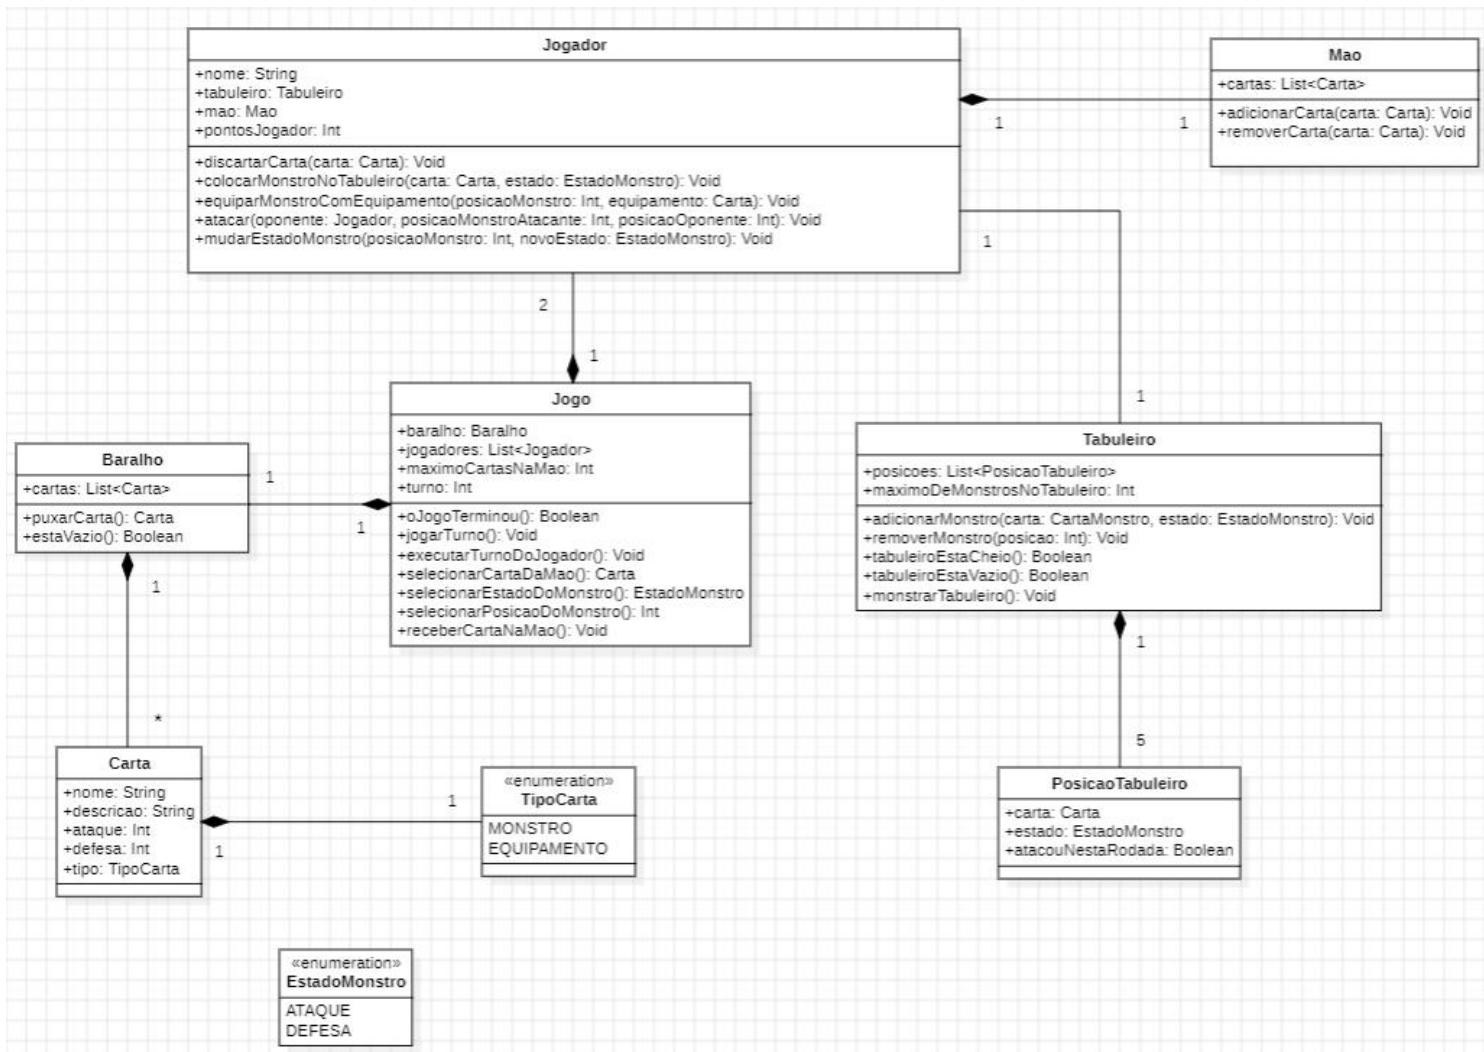 Jogador
+nome: String
+tabuleiro: Tabuleiro
+mao: Mao
+pontosJogador: Int
+discartarCarta(carta: Carta): Void
+colocarMonstroNoTabuleiro(carta: Carta, estado: EstadoMonstro): Void
+equiparMonstroComEquipamento(posicaoMonstro: Int, equipamento: Carta): Void
+atacar(oponente: Jogador, posicaoMonstroAtacante: Int, posicaoOponente: Int): Void
+mudarEstadoMonstro(posicaoMonstro: Int, novoEstado: EstadoMonstro): Void
1
1
Mao
+cartas: List<Carta>
+adicionarCarta(carta: Carta): Void
+removerCarta(carta: Carta): Void
1
1
2
1
Jogo
+baralho: Baralho
+jogadores: List<Jogador>
+maximoCartasNaMao: Int
+turno: Int
+oJogoTerminou(): Boolean
+jogarTurno(): Void
+executarTurnoDoJogador(): Void
+selecionarCartaDaMao(): Carta
+selecionarEstadoDoMonstro(): EstadoMonstro
+selecionarPosicaoDoMonstro(): Int
+receberCartaNaMao(): Void
Baralho
+cartas: List<Carta>
+puxarCarta(): Carta
+estaVazio(): Boolean
1
1
1
*
Tabuleiro
+posicoes: List<PosicaoTabuleiro>
+maximoDeMonstrosNoTabuleiro: Int
+adicionarMonstro(carta: CartaMonstro, estado: EstadoMonstro): Void
+removerMonstro(posicao: Int): Void
+tabuleiroEstaCheio(): Boolean
+tabuleiroEstaVazio(): Boolean
+monstrarTabuleiro(): Void
1
5
Carta
+nome: String
+descricao: String
+ataque: Int
+defesa: Int
+tipo: TipoCarta
1
1
«enumeration»
TipoCarta
MONSTRO
EQUIPAMENTO
PosicaoTabuleiro
+carta: Carta
+estado: EstadoMonstro
+atacouNestaRodada: Boolean
«enumeration»
EstadoMonstro
ATAQUE
DEFESA